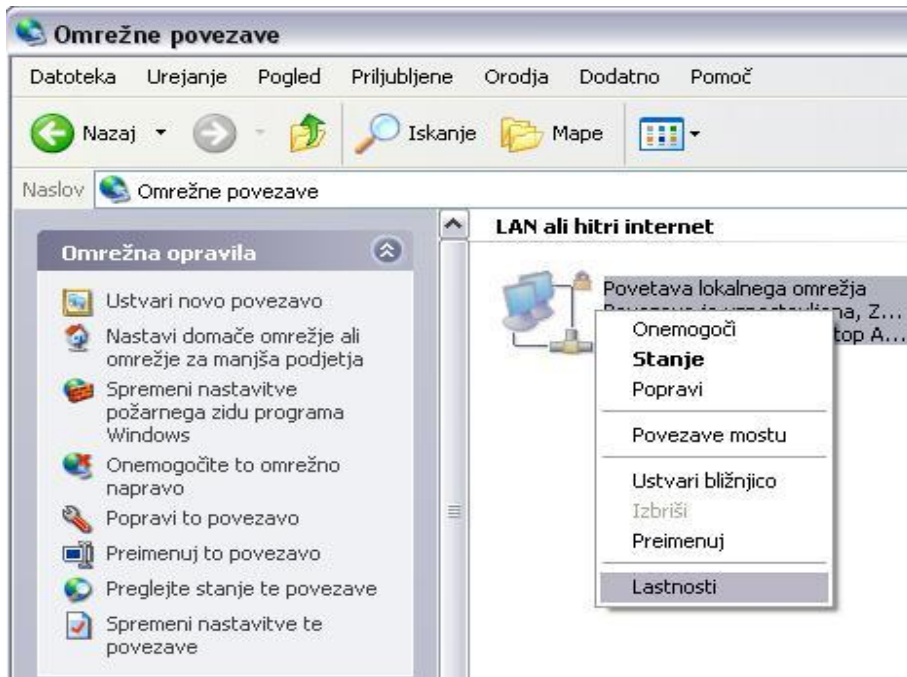 Omrežne povezave
Datoteka Urejanje Pogled Priljubljene Orodja Dodatno Pomoč
Nazaj Iskanje Mape
Naslov Omrežne povezave
Omrežna opravila
Ustvari novo povezavo
Nastavi domače omrežje ali
omrežje za manjša podjetja
Spremeni nastavitve
požarnega zidu programa
Windows
Onemogočite to omrežno
napravo
Popravi to povezavo
Preimenuj to povezavo
Preglejte stanje te povezave
Spremeni nastavitve te
povezave
LAN ali hitri internet
Povetava lokalnega omrežja
na, Z...
top A...
Onemogoči
Stanje
Popravi
Povezave mostu
Ustvari bližnjico
Izbriši
Preimenuj
Lastnosti